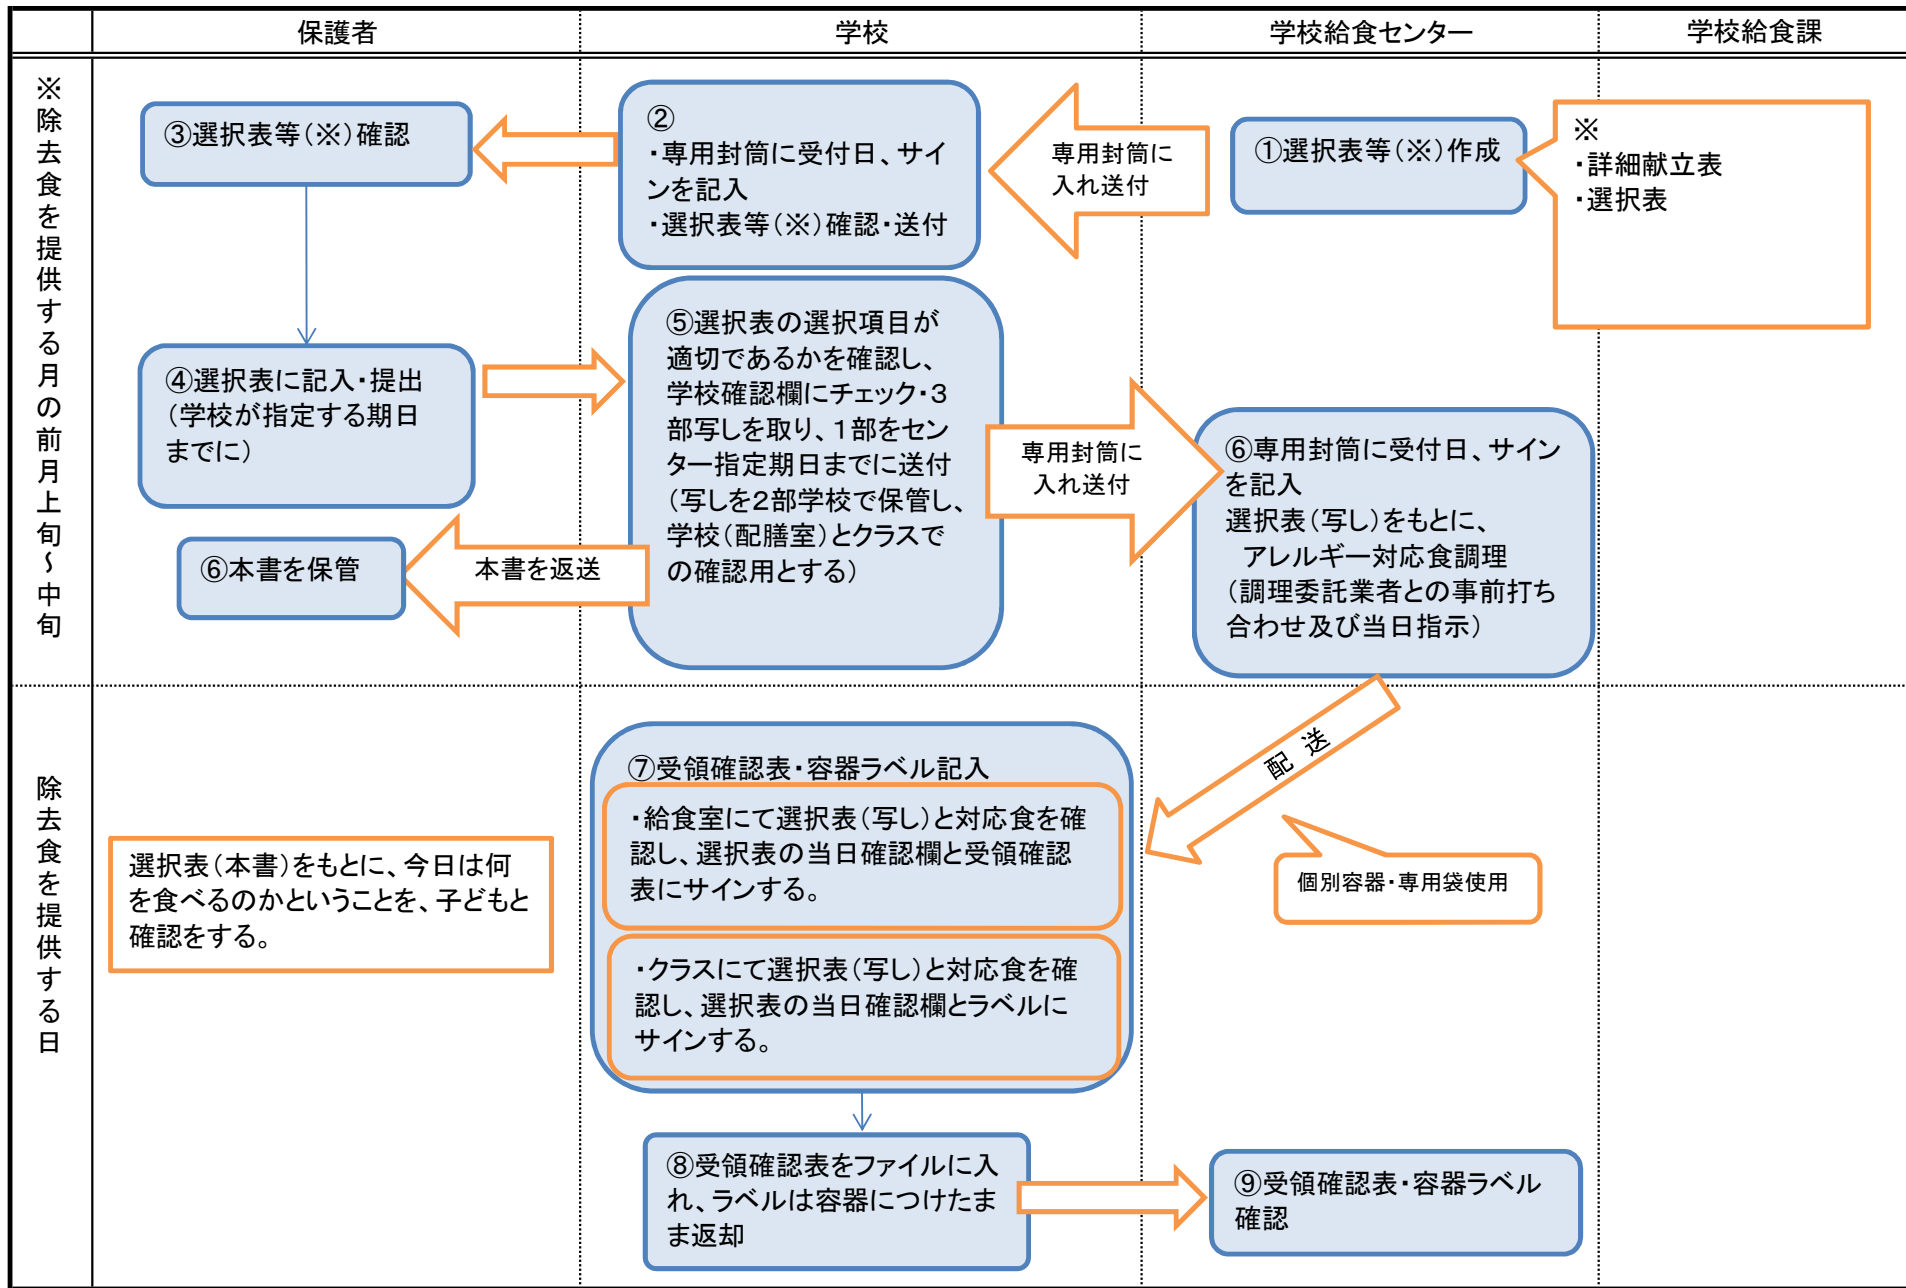 保護者
学校
学校給食センター
学校給食課
※除去食を提供する月の前月上旬～中旬
③選択表等（※）確認
②
・専用封筒に受付日、サイ
ンを記入
・選択表等（※）確認・送付
専用封筒に
入れ送付
①選択表等（※）作成
※
・詳細献立表
・選択表
④選択表に記入・提出
（学校が指定する期日
までに）
⑤選択表の選択項目が
適切であるかを確認し、
学校確認欄にチェック・３
部写しを取り、１部をセン
ター指定期日までに送付
（写しを２部学校で保管し、
学校（配膳室）とクラスで
の確認用とする）
専用封筒に
入れ送付
⑥専用封筒に受付日、サイン
を記入
選択表（写し）をもとに、
アレルギー対応食調理
（調理委託業者との事前打ち
合わせ及び当日指示）
⑥本書を保管
本書を返送
除去食を提供する日
選択表（本書）をもとに、今日は何
を食べるのかということを、子どもと
確認をする。
⑦受領確認表・容器ラベル記入
・給食室にて選択表（写し）と対応食を確
認し、選択表の当日確認欄と受領確認
表にサインする。
・クラスにて選択表（写し）と対応食を確
認し、選択表の当日確認欄とラベルに
サインする。
配送
個別容器・専用袋使用
⑧受領確認表をファイルに入
れ、ラベルは容器につけたま
ま返却
⑨受領確認表・容器ラベル
確認